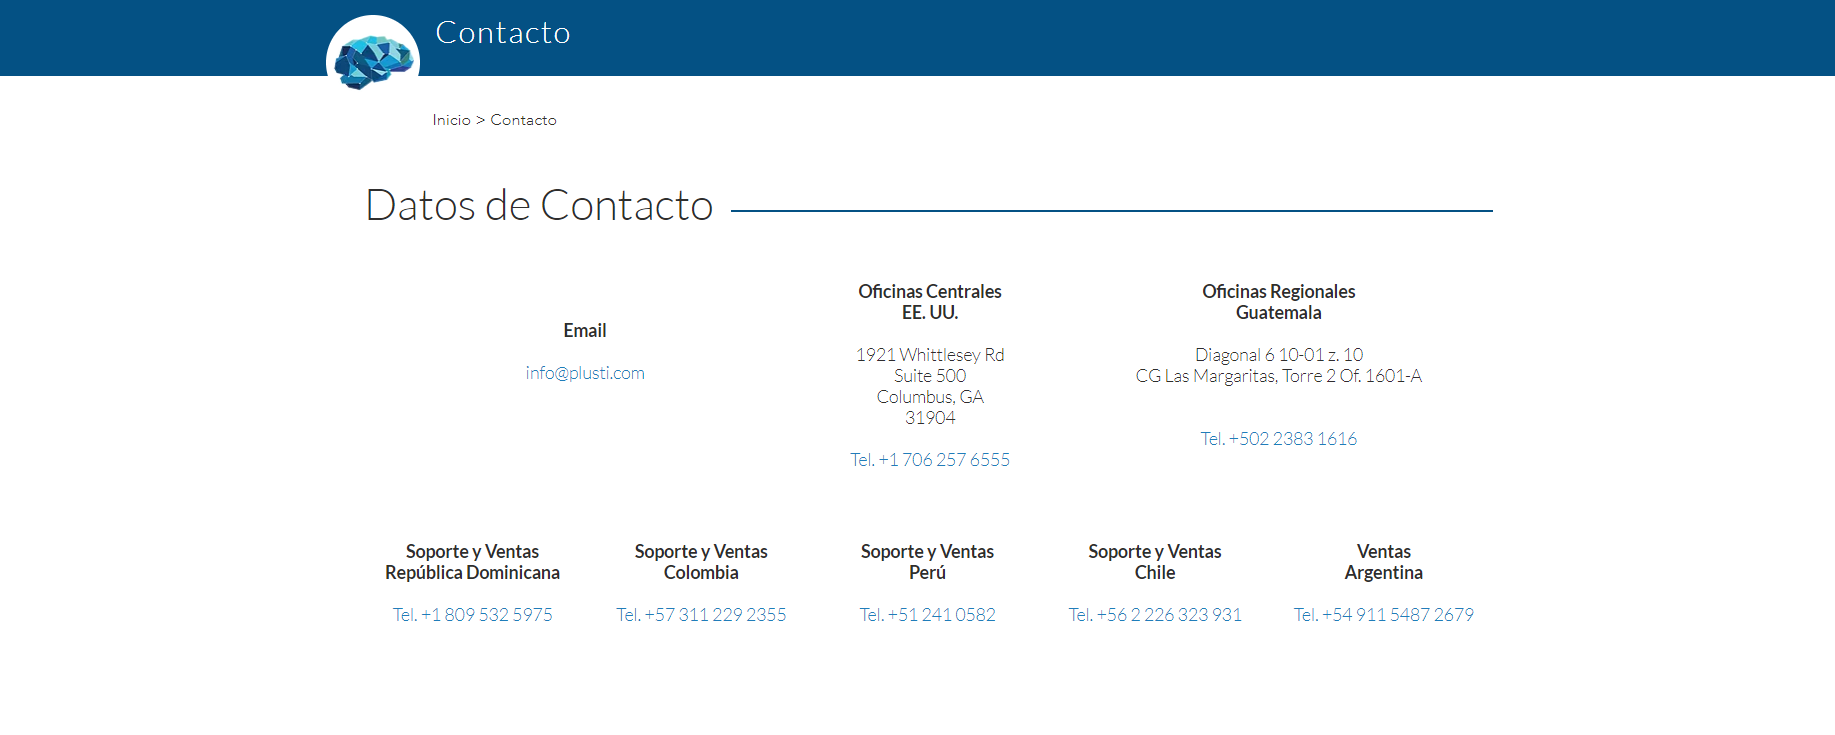 Contacto
Inicio > Contacto
Datos de Contacto
Email
info@plusti.com
Oficinas Centrales
EE. UU.
1921 Whittlesey Rd
Suite 500
Columbus, GA
31904
Tel. +1 706 257 6555
Oficinas Regionales
Guatemala
Diagonal 6 10-01 z. 10
CG Las Margaritas, Torre 2 Of. 1601-A
Tel. +502 2383 1616
Soporte y Ventas
República Dominicana
Tel. +1 809 532 5975
Soporte y Ventas
Colombia
Tel. +57 311 229 2355
Soporte y Ventas
Perú
Tel. +51 241 0582
Soporte y Ventas
Chile
Tel. +56 2 226 323 931
Ventas
Argentina
Tel. +54 911 5487 2679